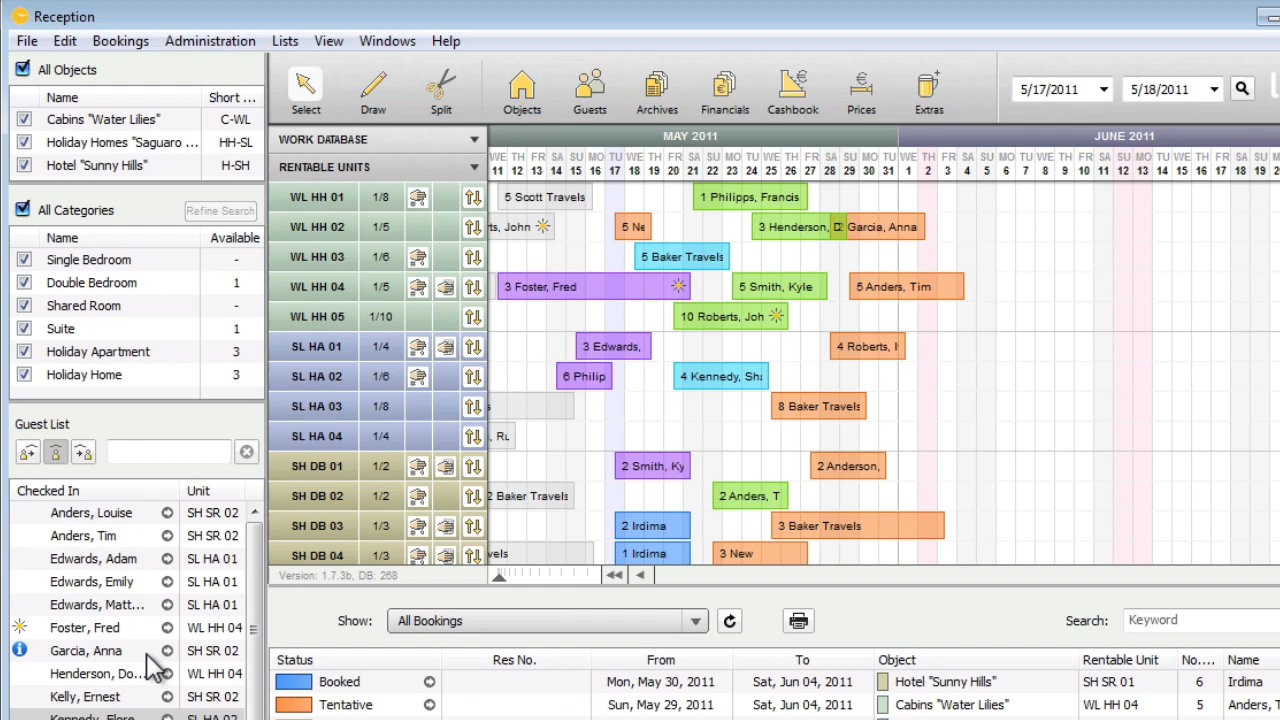 Reception
File Edit Bookings Administration Lists View Windows Help
All Objects
Name Short ...
Cabins "Water Lilies" C-WL
Holiday Homes "Saguaro ... HH-SL
Hotel "Sunny Hills" H-SH
All Categories Refine Search
Name Available
Single Bedroom -
Double Bedroom 1
Shared Room -
Suite 1
Holiday Apartment 3
Holiday Home 3
Guest List
Checked In Unit
Anders, Louise SH SR 02
Anders, Tim SH SR 02
Edwards, Adam SL HA 01
Edwards, Emily SL HA 01
Edwards, Matt... SL HA 01
Foster, Fred WL HH 04
Garcia, Anna SH SR 02
Henderson, Do... WL HH 04
Kelly, Ernest SH SR 02
Kennedy, Flore SL HA 02
Select Draw Split Objects Guests Archives Financials Cashbook Prices Extras
5/17/2011 5/18/2011
WORK DATABASE MAY 2011 JUNE 2011
RENTABLE UNITS
WE TH FR SA SU MO TU WE TH FR SA SU MO TU WE TH FR SA SU MO TU WE TH FR SA SU MO TU WE TH FR SA SU MO TU WE TH FR SA SU MO
11 12 13 14 15 16 17 18 19 20 21 22 23 24 25 26 27 28 29 30 31 1 2 3 4 5 6 7 8 9 10 11 12 13 14 15 16 17 18 19
WL HH 01 1/8 5 Scott Travels 1 Philipps, Francis
WL HH 02 1/5 ts, John 5 Ne 3 Henderson, Garcia, Anna
WL HH 03 1/6 5 Baker Travels
WL HH 04 1/5 3 Foster, Fred 5 Smith, Kyle 5 Anders, Tim
WL HH 05 1/10 10 Roberts, Joh
SL HA 01 1/4 3 Edwards, 4 Roberts, I
SL HA 02 1/6 6 Philip 4 Kennedy, Sha
SL HA 03 1/8 s 8 Baker Travels
SL HA 04 1/4 , Ru
SH DB 01 1/2 2 Smith, Ky 2 Anderson,
SH DB 02 1/2 2 Baker Travels 2 Anders, T
SH DB 03 1/3 2 Irdima 3 Baker Travels
SH DB 04 1/3 vels 1 Irdima 3 New
Version: 1.7.3b, DB: 268
Show: All Bookings Search: Keyword
Status Res No. From To Object Rentable Unit No.... Name
Booked Mon, May 30, 2011 Sat, Jun 04, 2011 Hotel "Sunny Hills" SH SR 01 6 Irdima
Tentative Sun, May 29, 2011 Sat, Jun 04, 2011 Cabins "Water Lilies" WL HH 04 5 Anders,